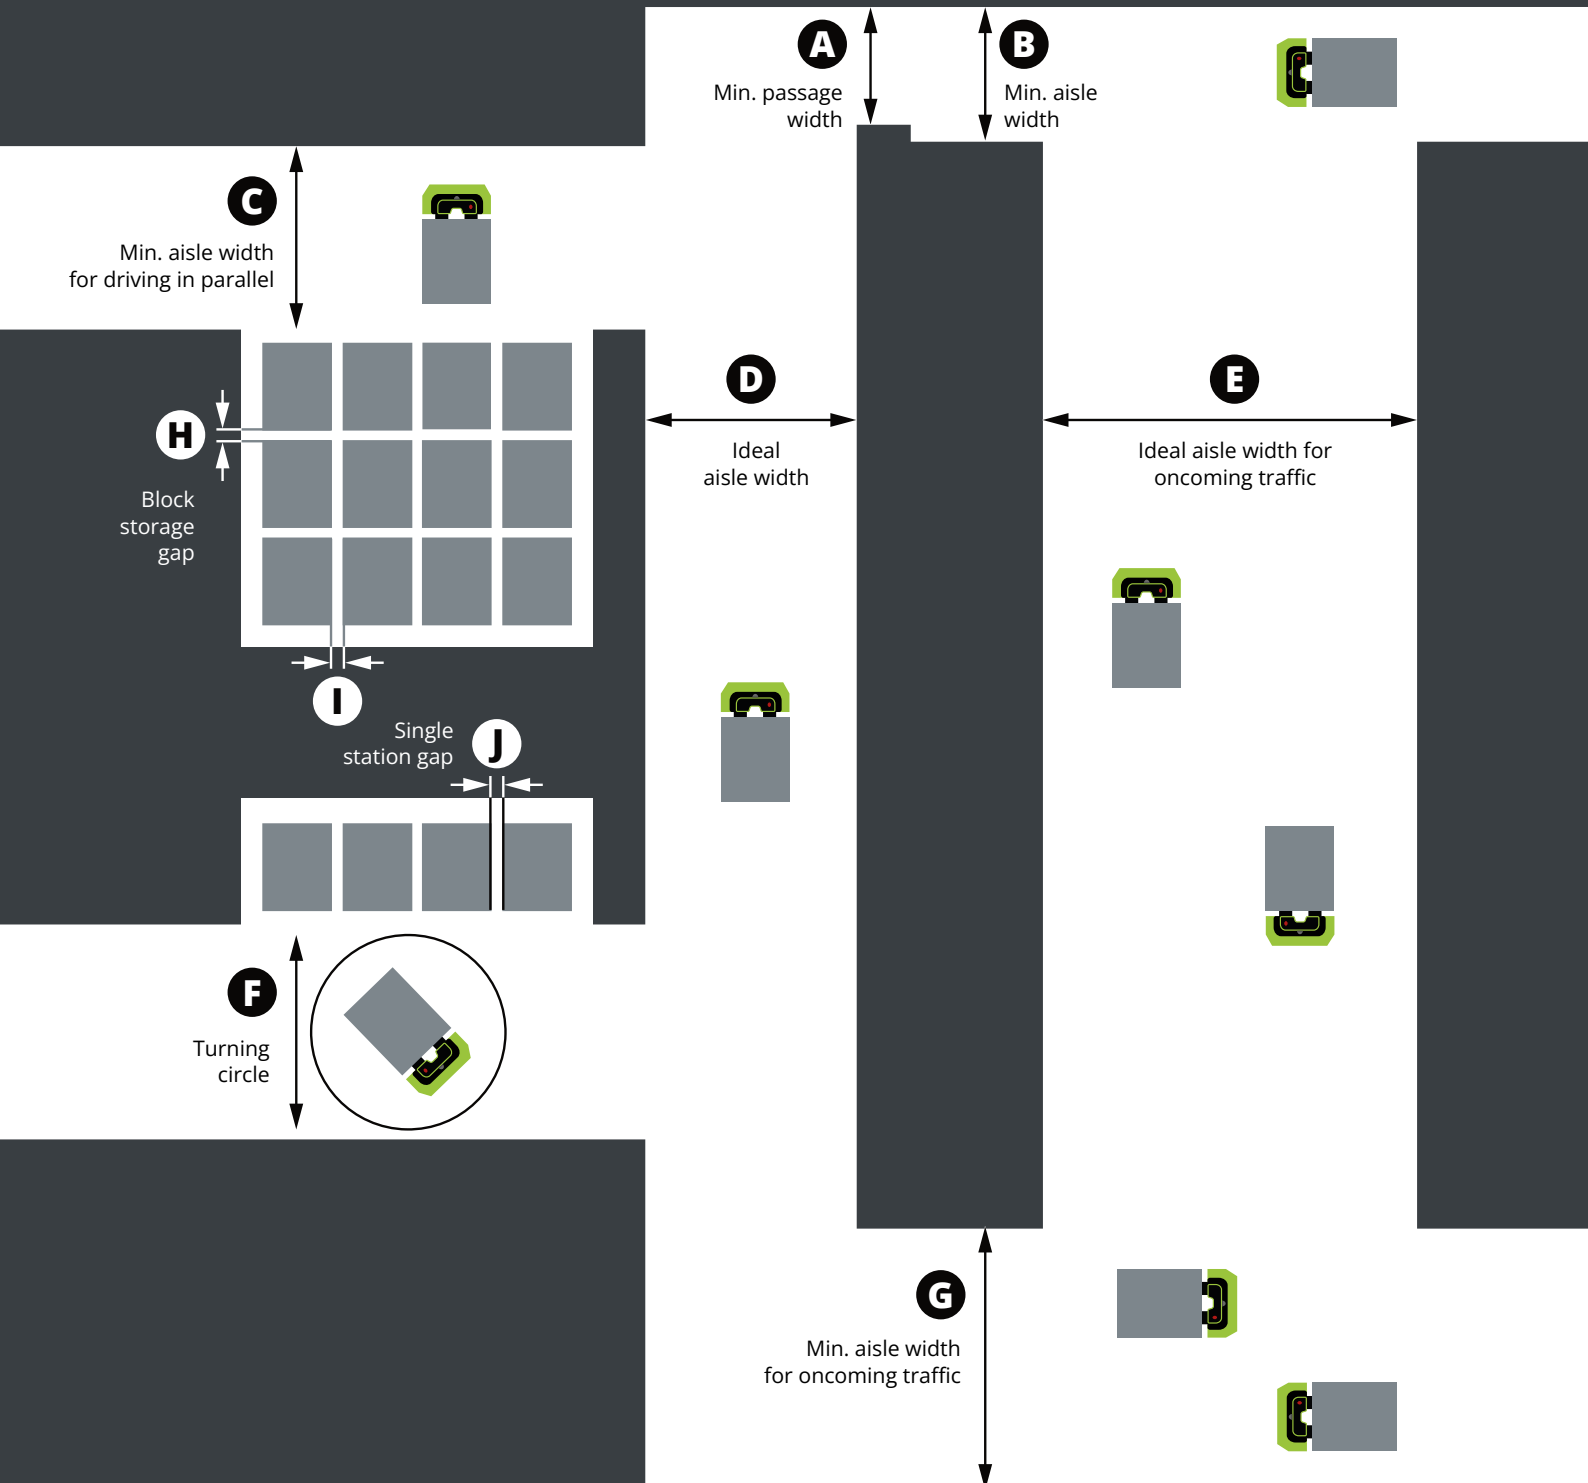 A
Min. passage
width
B
Min. aisle
width
C
Min. aisle width
for driving in parallel
D
Ideal
aisle width
E
Ideal aisle width for
oncoming traffic
H
Block
storage
gap
I
Single
station gap
J
F
Turning
circle
G
Min. aisle width
for oncoming traffic